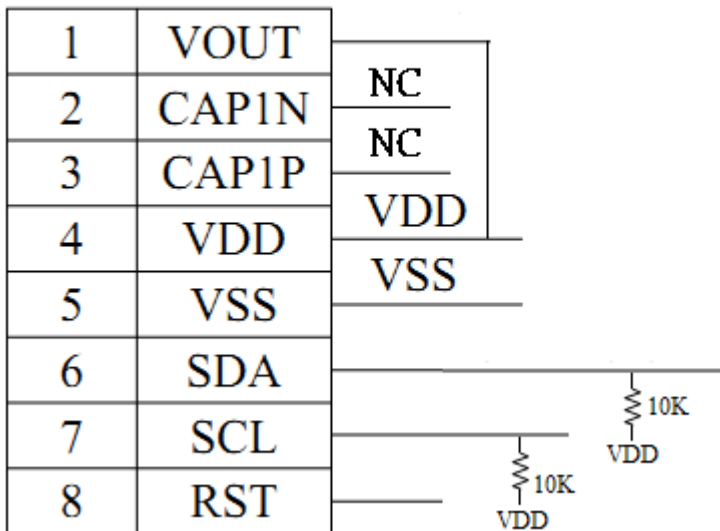 1 VOUT
NC
2 CAP1N
NC
3 CAP1P
VDD
4 VDD
VSS
5 VSS
6 SDA
10K
VDD
7 SCL
10K
VDD
8 RST